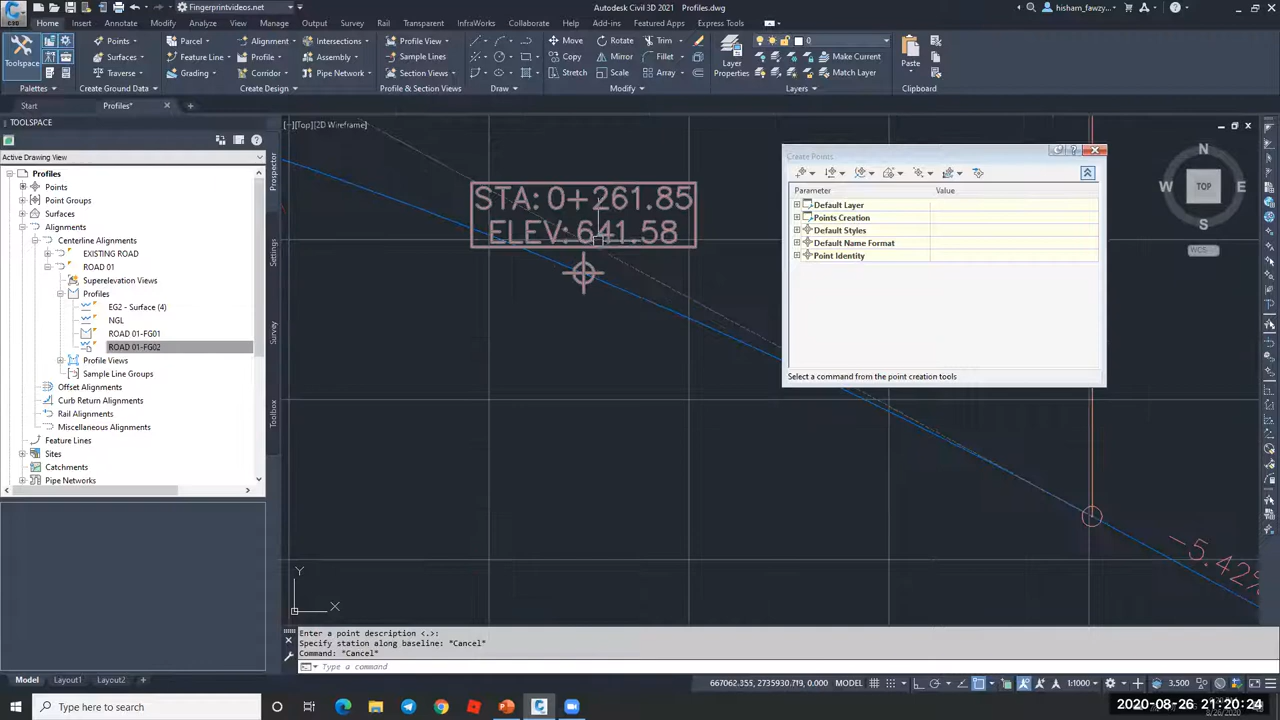 C3D
Fingerprintvideos.net
Autodesk Civil 3D 2021 Profiles.dwg
hisham_fawzy...
Home Insert Annotate Modify Analyze View Manage Output Survey Rail Transparent InfraWorks Collaborate Help Add-ins Featured Apps Express Tools
Toolspace
Points
Surfaces
Traverse
Parcel
Feature Line
Grading
Alignment
Profile
Corridor
Intersections
Assembly
Pipe Network
Profile View
Sample Lines
Section Views
Move
Copy
Stretch
Rotate
Mirror
Scale
Trim
Fillet
Array
Layer Properties
0
Make Current
Match Layer
Paste
Palettes Create Ground Data Create Design Profile & Section Views Draw Modify Layers Clipboard
Start Profiles* +
TOOLSPACE
Active Drawing View
Profiles
Points
Point Groups
Surfaces
Alignments
Centerline Alignments
EXISTING ROAD
ROAD 01
Superelevation Views
Profiles
EG2 - Surface (4)
NGL
ROAD 01-FG01
ROAD 01-FG02
Profile Views
Sample Line Groups
Offset Alignments
Curb Return Alignments
Rail Alignments
Miscellaneous Alignments
Feature Lines
Sites
Catchments
Pipe Networks
Prospector
Settings
Survey
Toolbox
[−][Top][2D Wireframe]
STA: 0+261.85
ELEV: 641.58
Create Points
Parameter Value
Default Layer
Points Creation
Default Styles
Default Name Format
Point Identity
Select a command from the point creation tools
N
W TOP E
S
WCS
-5.42%
Y
X
Enter a point description <.>:
Specify station along baseline: *Cancel*
Command: *Cancel*
Type a command
Model Layout1 Layout2 +
667062.355, 2735930.719, 0.000 MODEL 1:1000 3.500
Type here to search
2020-08-26 21:20:24